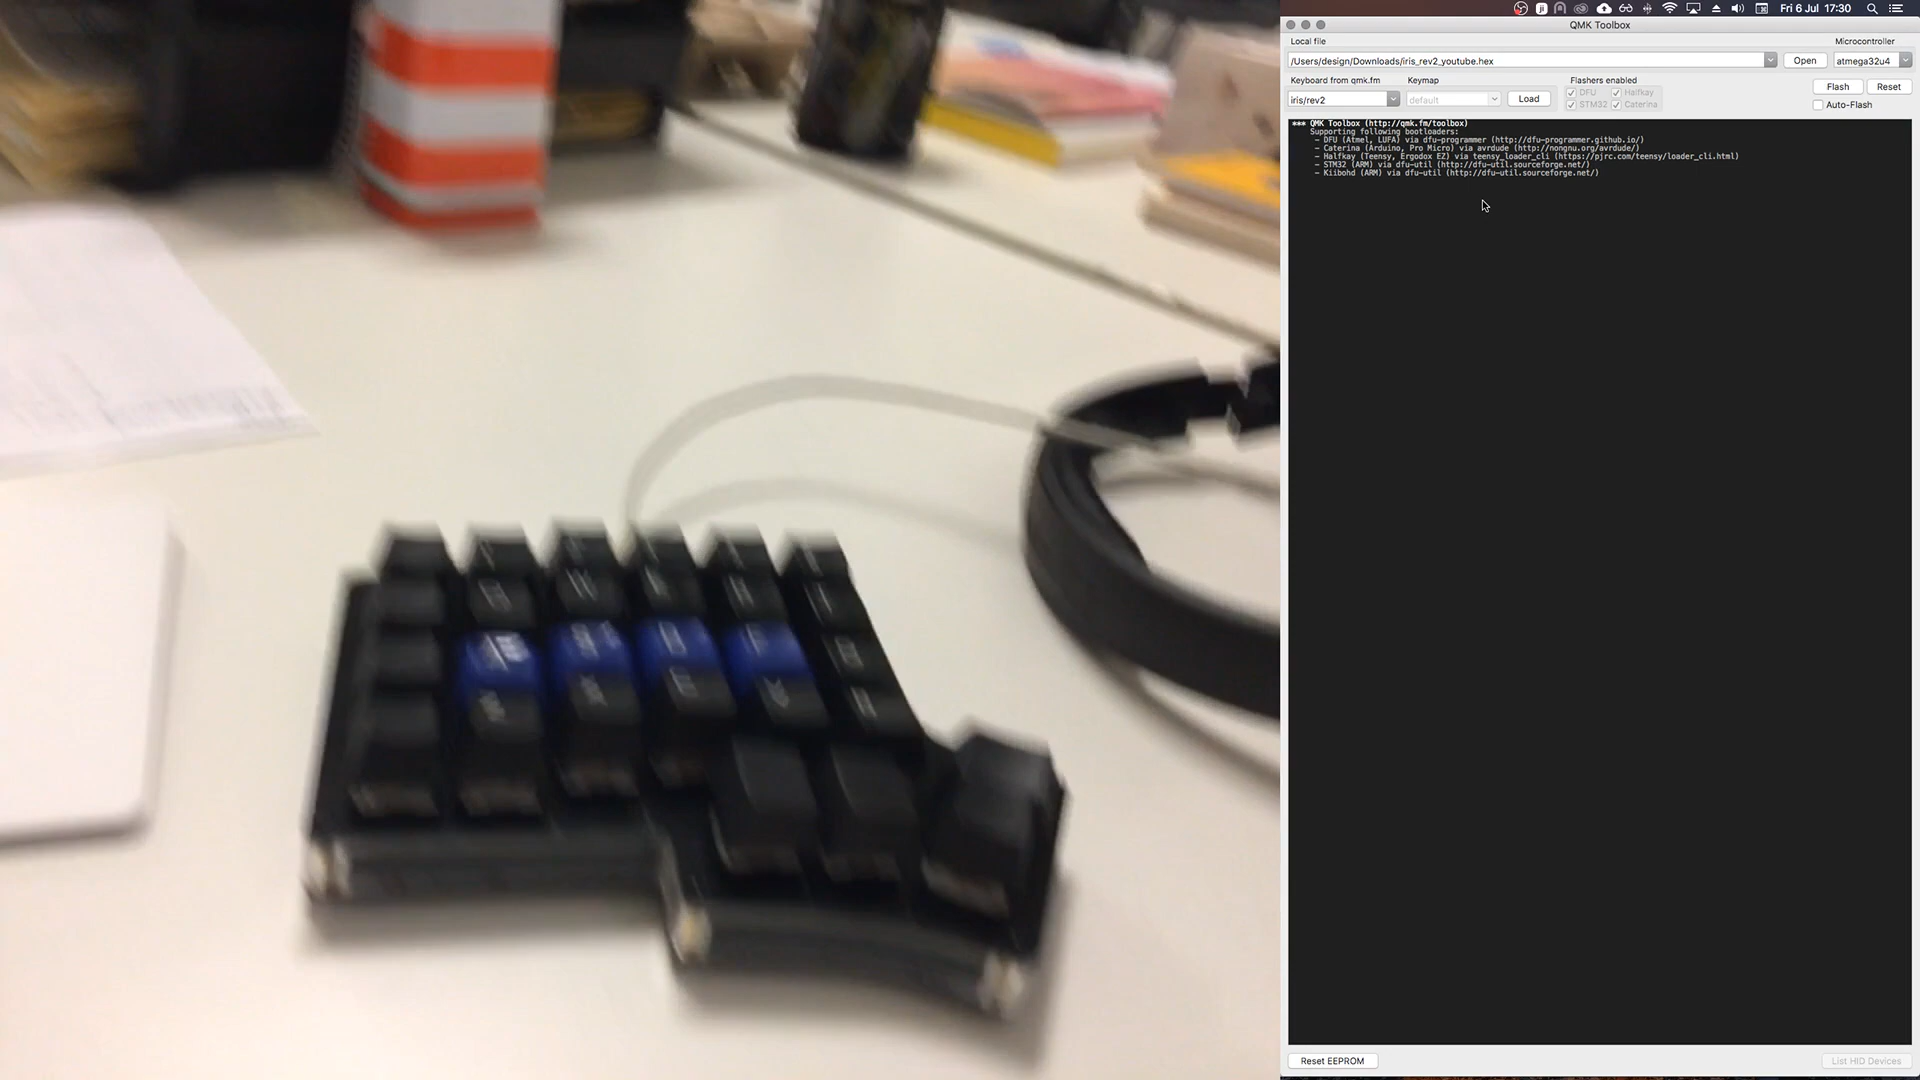 Fri 6 Jul 17:30
QMK Toolbox
Local file
Microcontroller
/Users/design/Downloads/iris_rev2_youtube.hex
Open
atmega32u4
Keyboard from qmk.fm
Keymap
Flashers enabled
iris/rev2
default
Load
DFU
Halfkay
STM32
Caterina
Flash
Reset
Auto-Flash
*** QMK Toolbox (http://qmk.fm/toolbox)
Supporting following bootloaders:
- DFU (Atmel, LUFA) via dfu-programmer (http://dfu-programmer.github.io/)
- Caterina (Arduino, Pro Micro) via avrdude (http://nongnu.org/avrdude/)
- Halfkay (Teensy, Ergodox EZ) via teensy_loader_cli (https://pjrc.com/teensy/loader_cli.html)
- STM32 (ARM) via dfu-util (http://dfu-util.sourceforge.net/)
- Kiibohd (ARM) via dfu-util (http://dfu-util.sourceforge.net/)
Reset EEPROM
List HID Devices